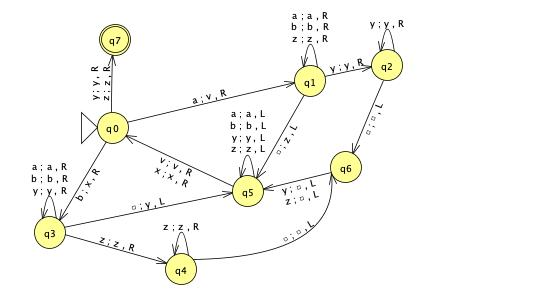 a ; a , R
b ; b , R
z ; z , R
y ; y , R
q7
q1
y ; y , R
q2
y ; y , R
z ; z , R
a ; v , R
q0
a ; a , L
b ; b , L
y ; y , L
z ; z , L
□ ; z , L
□ ; □ , L
q6
v ; v , R
x ; x , R
y ; □ , L
z ; □ , L
q5
a ; a , R
b ; b , R
y ; y , R
b ; x , R
□ ; y , L
q3
z ; z , R
z ; z , R
q4
□ ; □ , L